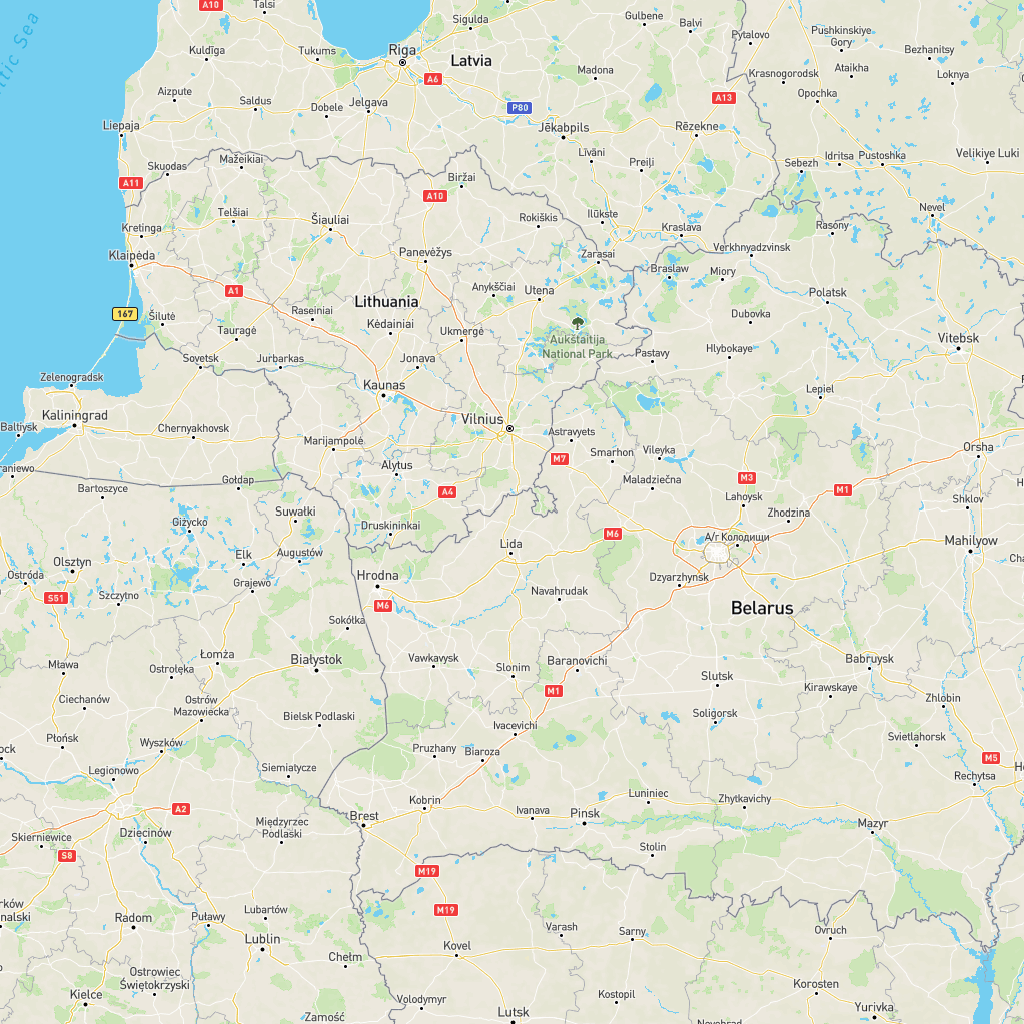 A10
Talsi
Sigulda
Gulbene
Balvi
Pytalovo
Pushkinskiye
Gory
Bezhanitsy
Kuldīga
Tukums
Riga
Latvia
A6
Madona
Krasnogorodsk
Ataikha
Loknya
Opochka
Aizpute
Saldus
Dobele
Jelgava
P80
A13
Liepaja
Jēkabpils
Rēzekne
Skuodas
Mažeikiai
Līvāni
Preiļi
Sebezh
Idritsa
Pustoshka
Velikiye Luki
A11
Biržai
A10
Kretinga
Telšiai
Šiauliai
Rokiškis
Ilūkste
Kraslava
Rasony
Nevel
Klaipėda
Panevėžys
Zarasai
Verkhnyadzvinsk
Braslaw
Miory
A1
Anykščiai
Utena
Polatsk
167
Šilutė
Raseiniai
Lithuania
Kėdainiai
Tauragė
Ukmergė
Aukštaitija
National Park
Dubovka
Vitebsk
Sovetsk
Jurbarkas
Jonava
Pastavy
Hlybokaye
Zelenogradsk
Kaunas
Lepiel
Kaliningrad
Baltiysk
Chernyakhovsk
Vilnius
Marijampolė
Astravyets
M7
Smarhon
Vileyka
Orsha
raniewo
Alytus
Maladziečna
M3
M1
Bartoszyce
Gołdap
A4
Lahoysk
Shklov
Giżycko
Suwałki
Druskininkai
Zhodzina
M6
А/г Колодищи
Mahilyow
Lida
Olsztyn
Ełk
Augustów
Hrodna
Dzyarzhynsk
Cha
Ostróda
S51
Szczytno
Grajewo
M6
Navahrudak
Belarus
Sokółka
Mława
Łomża
Ostrołęka
Białystok
Vawkavysk
Slonim
Baranovichi
Babruysk
Slutsk
Kirawskaye
Ciechanów
Ostrów
Mazowiecka
M1
Zhlobin
Bielsk Podlaski
Ivacevichi
Soligorsk
Płońsk
Wyszków
Pruzhany
Biaroza
Svietlahorsk
ock
M5
Legionowo
Siemiatycze
He
Rechytsa
A2
Brest
Kobrin
Ivanava
Pinsk
Luniniec
Zhytkavichy
Skierniewice
Dzięcinów
Międzyrzec
Podlaski
Mazyr
S8
Stolin
M19
rków
nalski
Radom
Puławy
Lubartów
M19
Lublin
Varash
Sarny
Ovruch
Chełm
Kovel
Ostrowiec
Świętokrzyski
Kielce
Volodymyr
Kostopil
Korosten
Zamość
Lutsk
Novohrad
Yurivka